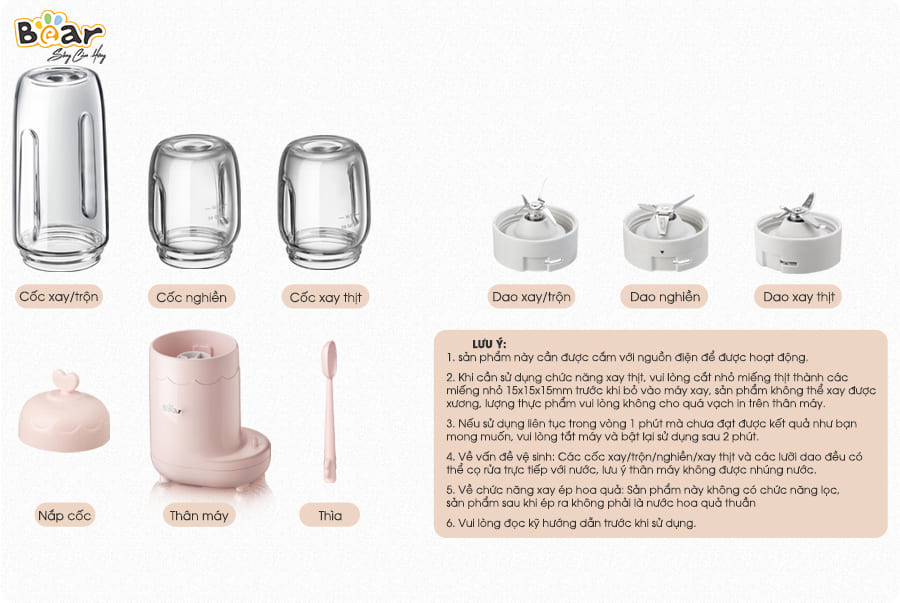 Bear
Sống Cân Hằng
Cốc xay/trộn
Cốc nghiền
Cốc xay thịt
Dao xay/trộn
Dao nghiền
Dao xay thịt
Nắp cốc
Bear
Thân máy
Thìa
LƯU Ý:
1. sản phẩm này cần được cắm với nguồn điện để được hoạt động.
2. Khi cần sử dụng chức năng xay thịt, vui lòng cắt nhỏ miếng thịt thành các
miếng nhỏ 15x15x15mm trước khi bỏ vào máy xay, sản phẩm không thể xay được
xương, lượng thực phẩm vui lòng không cho quá vạch in trên thân máy.
3. Nếu sử dụng liên tục trong vòng 1 phút mà chưa đạt được kết quả như bạn
mong muốn, vui lòng tắt máy và bật lại sử dụng sau 2 phút.
4. Về vấn đề vệ sinh: Các cốc xay/trộn/nghiền/xay thịt và các lưỡi dao đều có
thể cọ rửa trực tiếp với nước, lưu ý thân máy không được nhúng nước.
5. Về chức năng xay ép hoa quả: Sản phẩm này không có chức năng lọc,
sản phẩm sau khi ép ra không phải là nước hoa quả thuần
6. Vui lòng đọc kỹ hướng dẫn trước khi sử dụng.